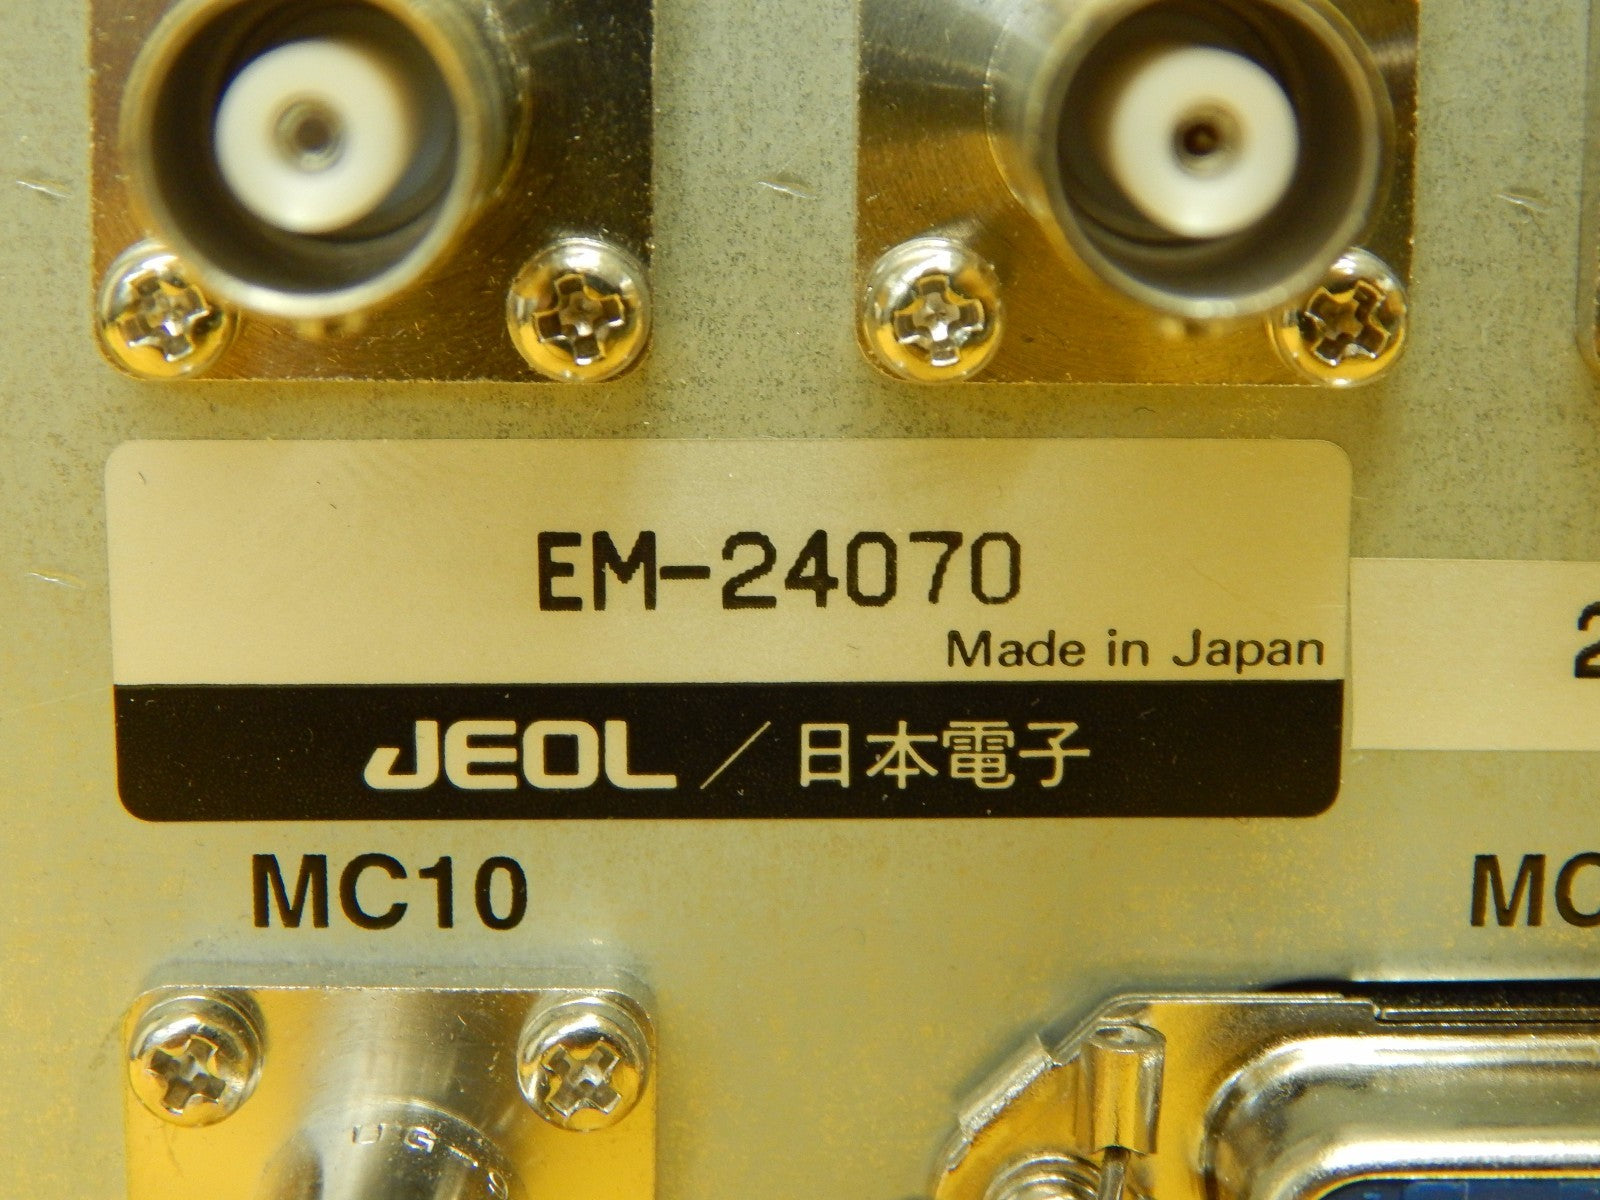 EM-24070
Made in Japan
JEOL / 日本電子
MC10